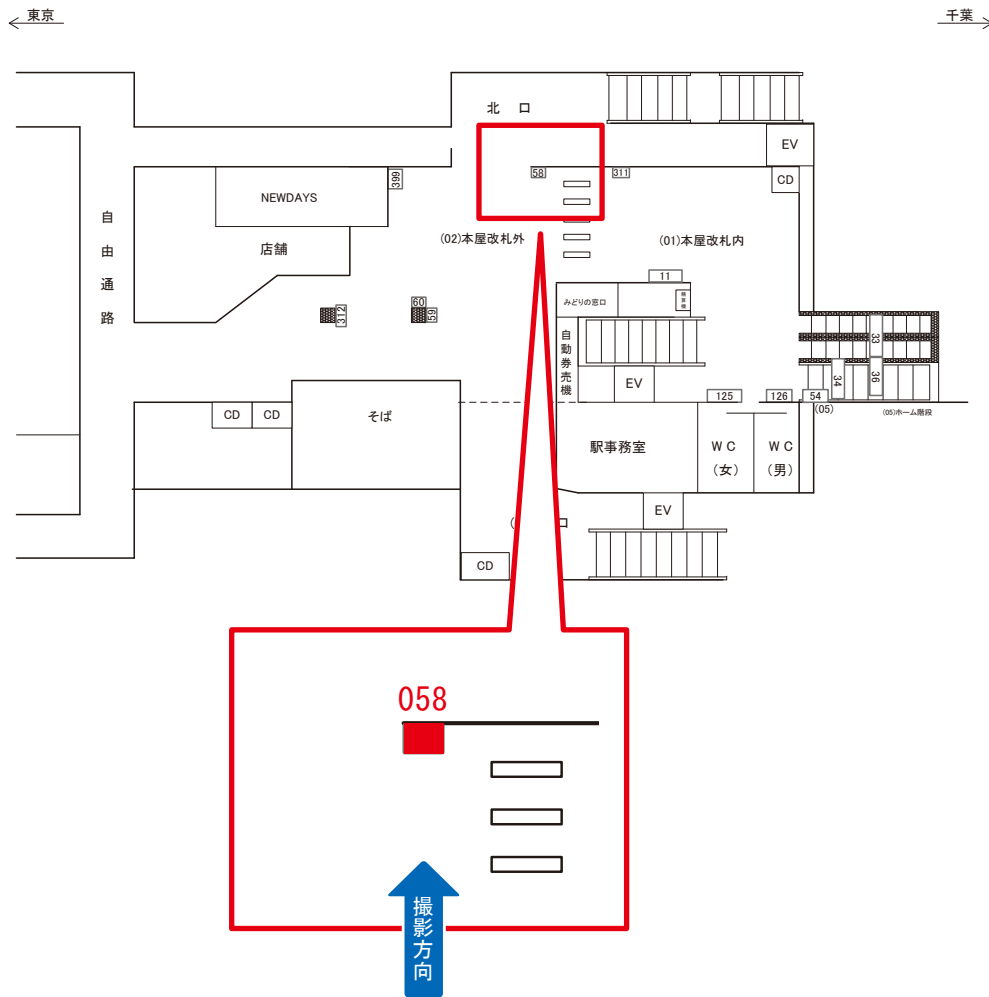 東京
千葉
北 口
EV
CD
58
311
399
NEWDAYS
自由通路
店舗
(02)本屋改札外
(01)本屋改札内
11
みどりの窓口
精算機
60
59
312
自動券売機
EV
33
34
36
125
126
54
(05)
(05)ホーム階段
CD
CD
そば
駅事務室
WC
(女)
WC
(男)
EV
CD
058
撮影方向